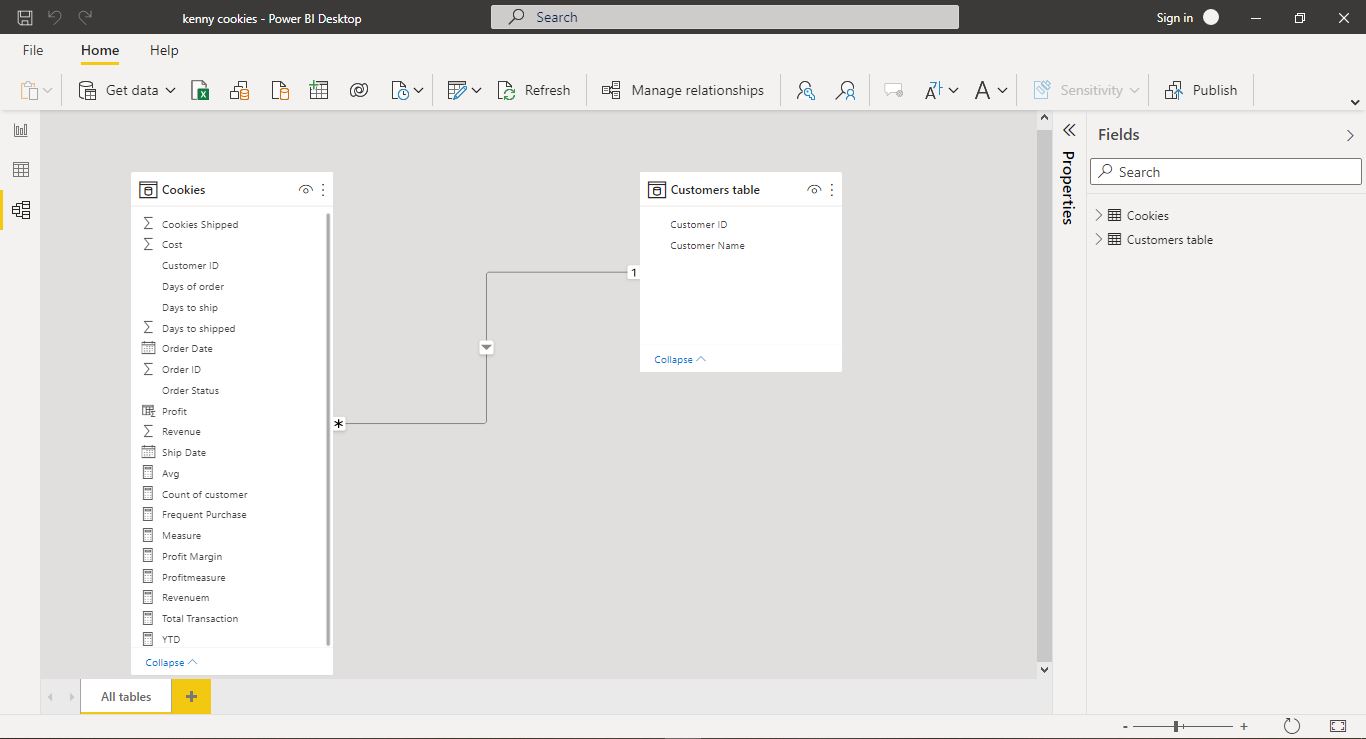 kenny cookies - Power BI Desktop
Search
Sign in
File Home Help
Get data
Refresh
Manage relationships
Sensitivity
Publish
Cookies
Cookies Shipped
Cost
Customer ID
Days of order
Days to ship
Days to shipped
Order Date
Order ID
Order Status
Profit
Revenue
Ship Date
Avg
Count of customer
Frequent Purchase
Measure
Profit Margin
Profitmeasure
Revenuem
Total Transaction
YTD
Collapse
*
1
Customers table
Customer ID
Customer Name
Collapse
Properties
Fields
Search
Cookies
Customers table
All tables
+
- +